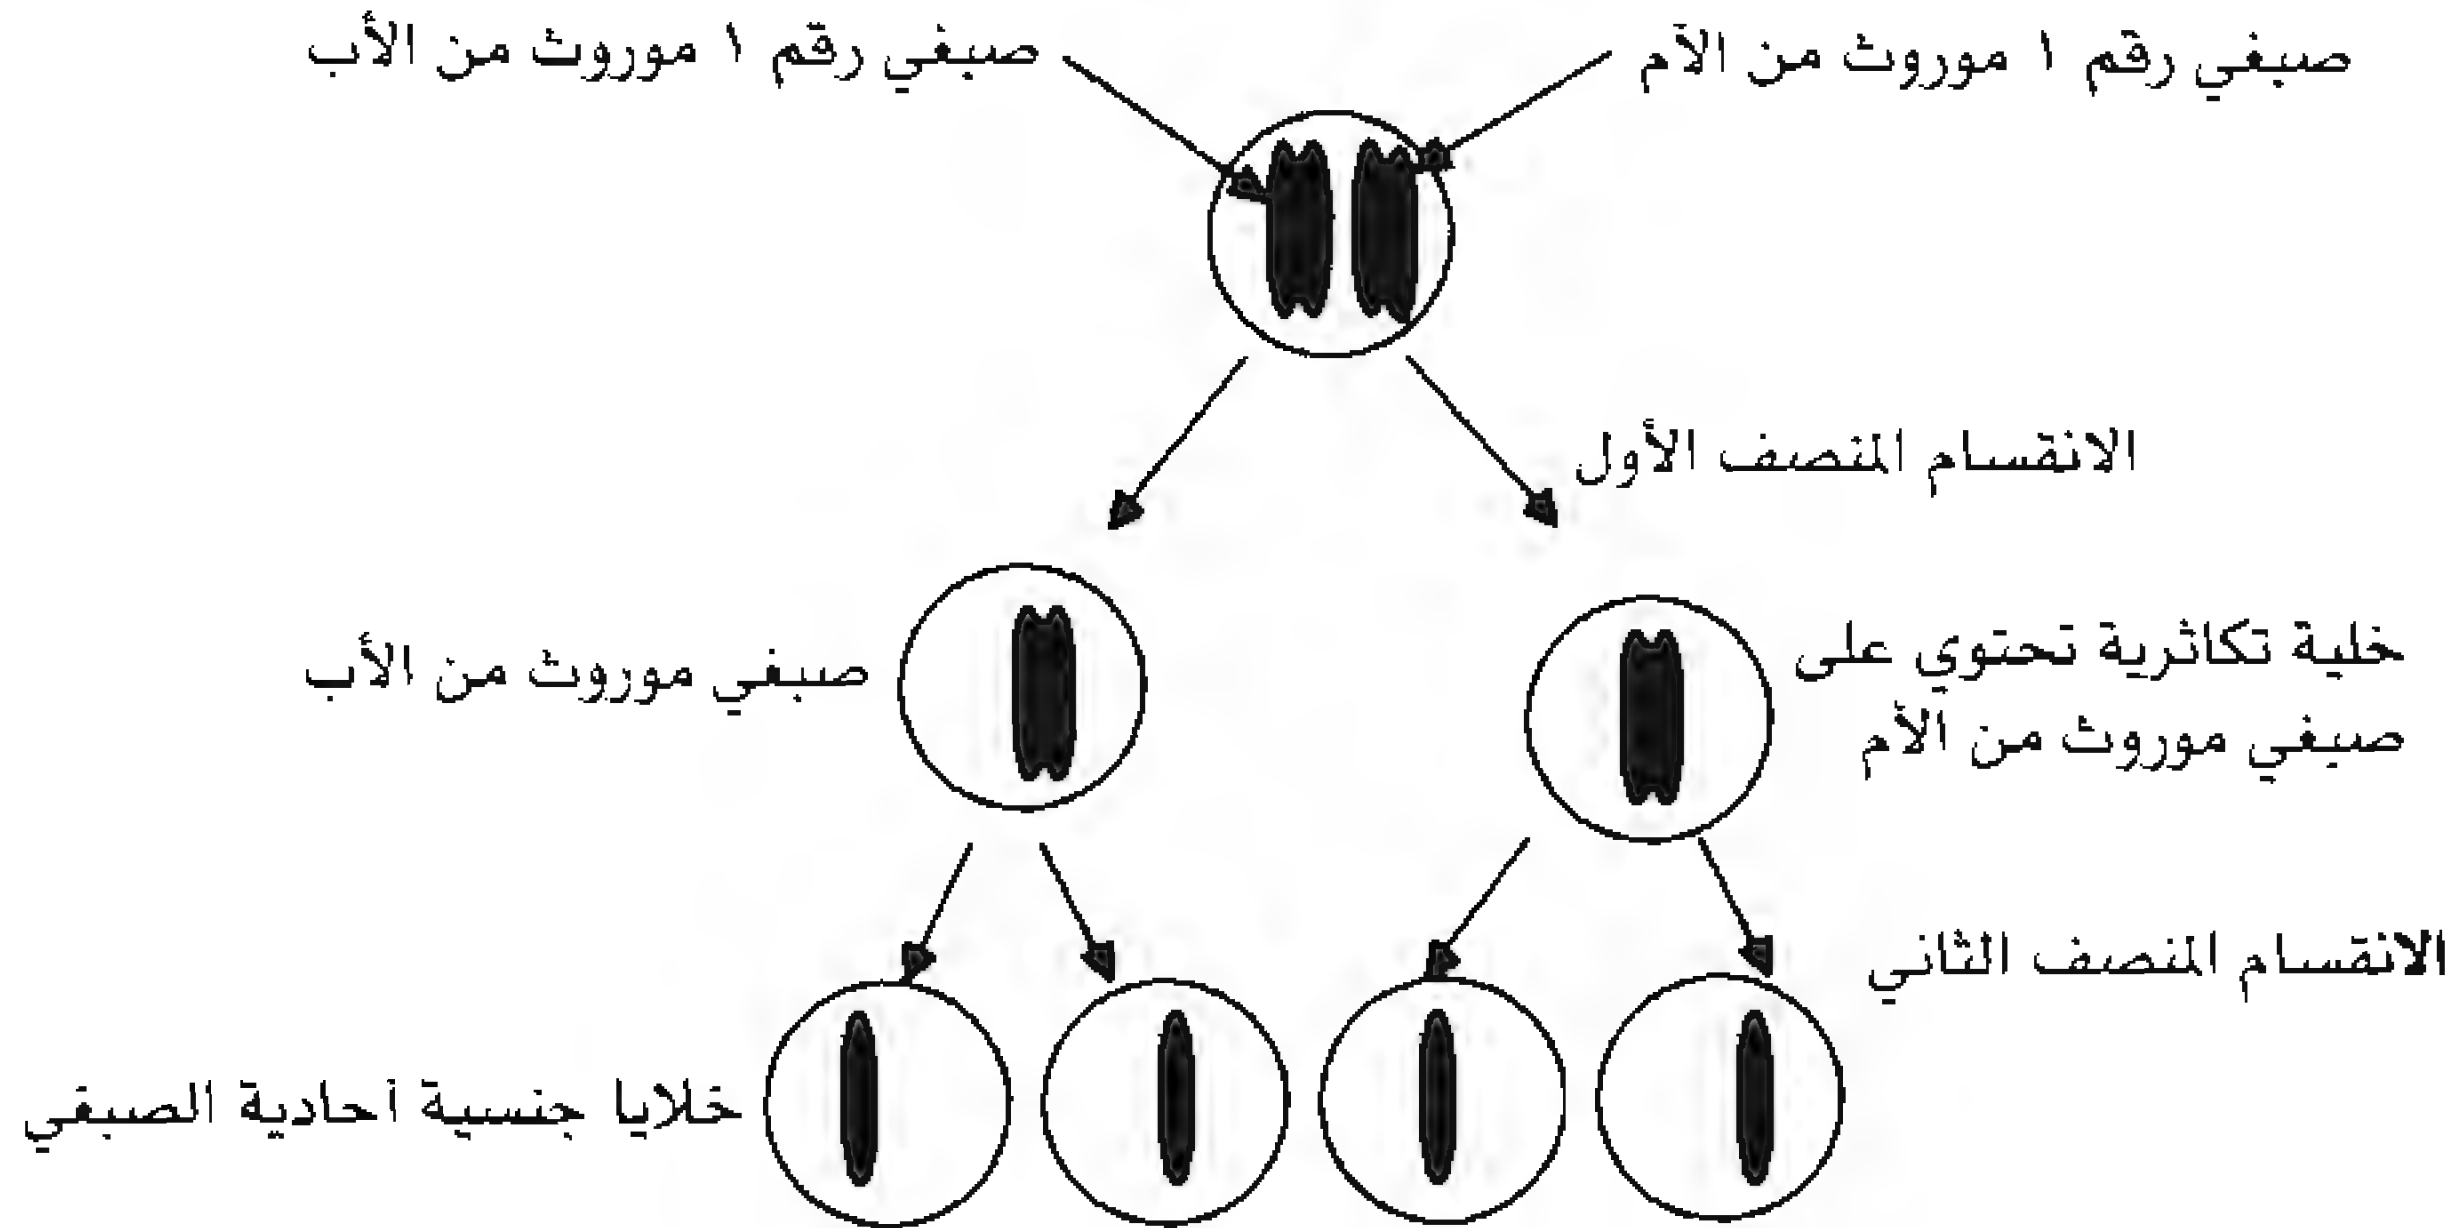 صبغي رقم ١ موروث من الآم
صبغي رقم ١ موروث من الأب
الانقسام المنصف الأول
خلية تكاثرية تحتوي على
صبغي موروث من الأم
صبغي موروث من الأب
الانقسام المنصف الثاني
خلايا جنسية أحادية الصبغي